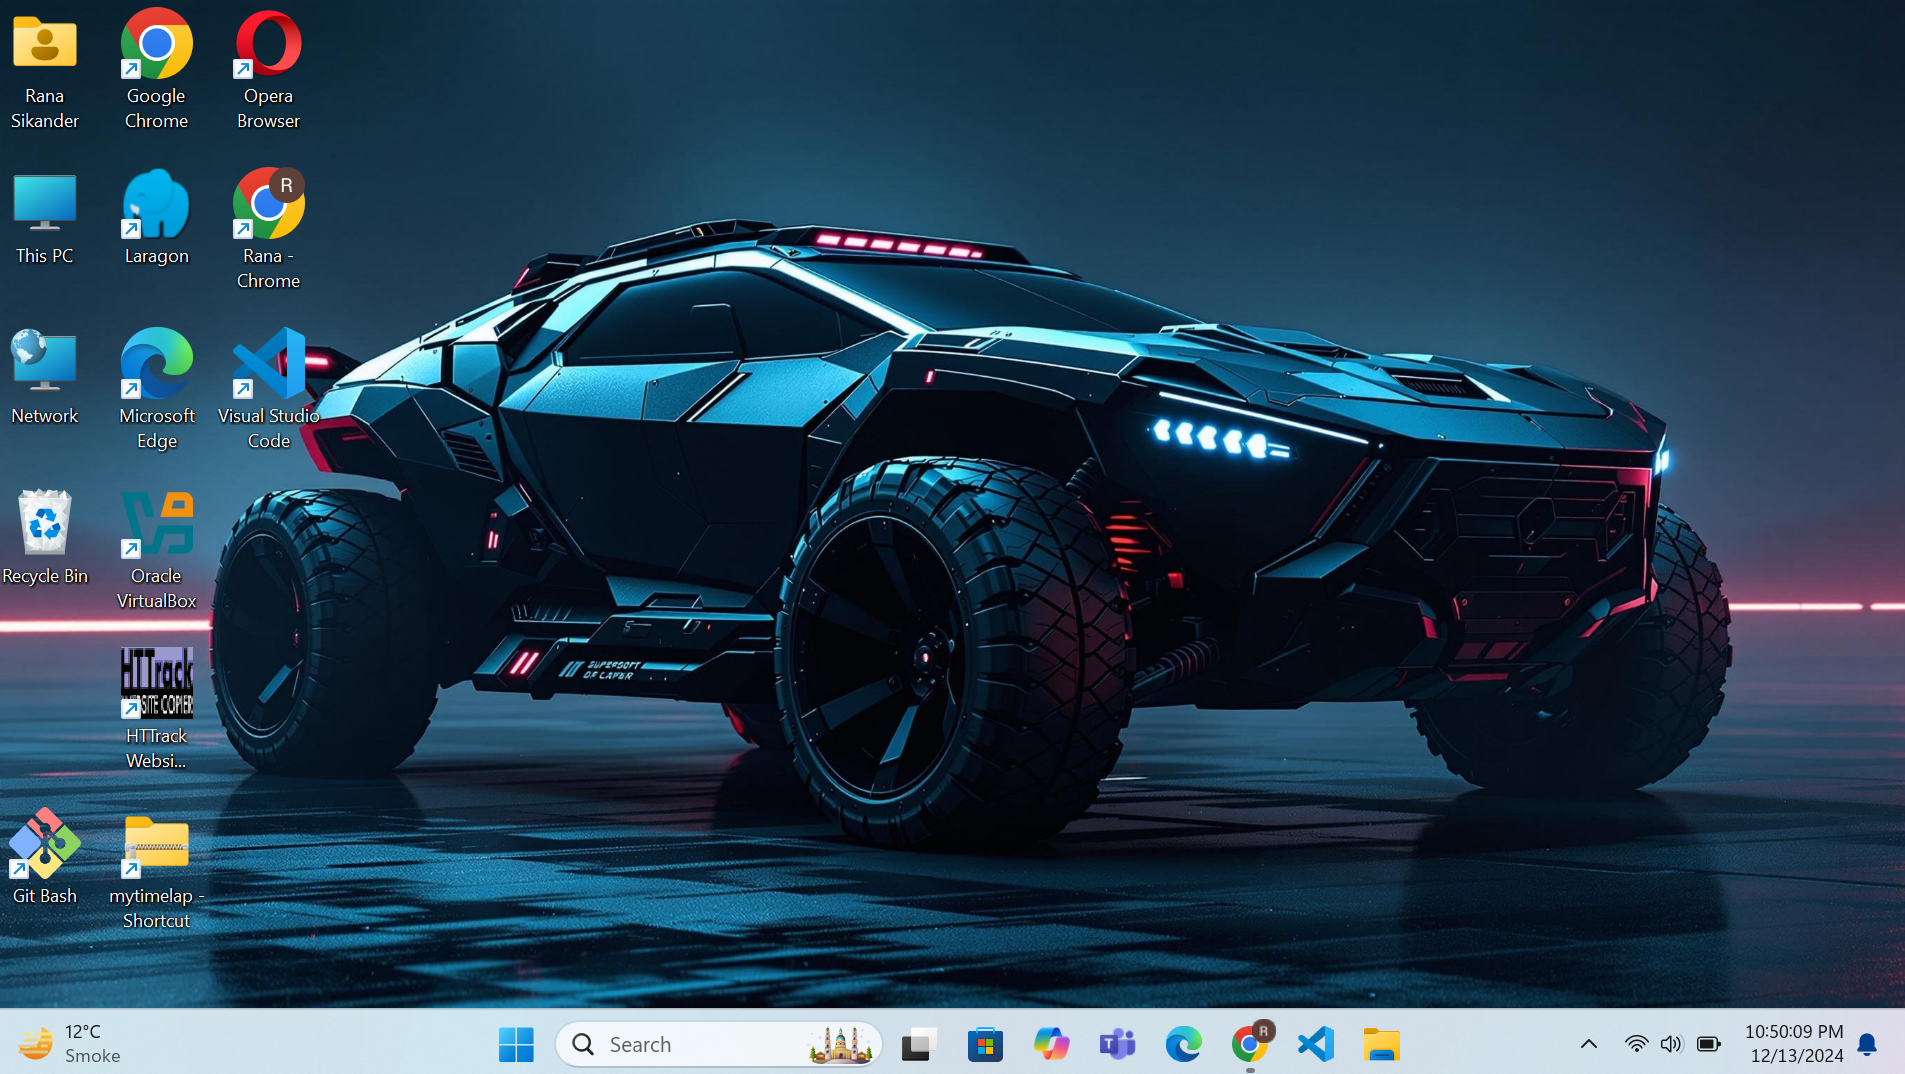 Rana
Sikander
Google
Chrome
Opera
Browser
R
This PC
Laragon
Rana -
Chrome
Network
Microsoft
Edge
Visual Studio
Code
Recycle Bin
Oracle
VirtualBox
HTTrack
SITE COPIER
HTTrack
Websi...
SUPERSOFT
OF CAFER
Git Bash
mytimelap -
Shortcut
12°C
Smoke
Search
T
R
10:50:09 PM
12/13/2024